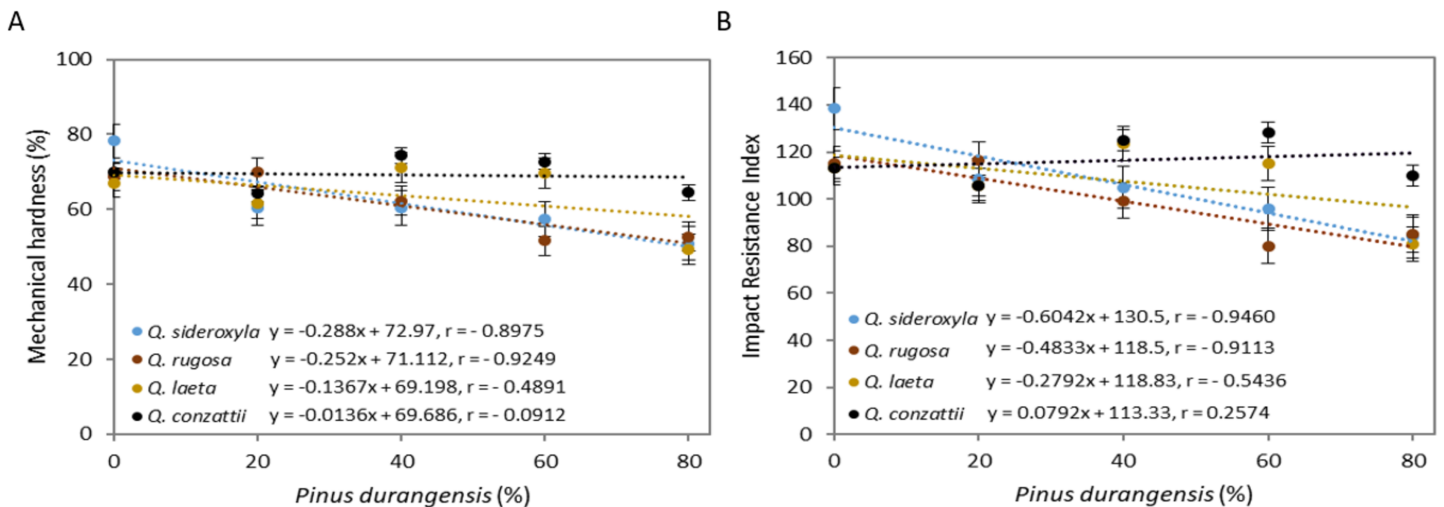 A
Mechanical hardness (%)
100
80
60
40
20
0
Q. sideroxyla y = -0.288x + 72.97, r = - 0.8975
Q. rugosa y = -0.252x + 71.112, r = - 0.9249
Q. laeta y = -0.1367x + 69.198, r = - 0.4891
Q. conzattii y = -0.0136x + 69.686, r = - 0.0912
0 20 40 60 80
Pinus durangensis (%)
B
Impact Resistance Index
160
140
120
100
80
60
40
20
0
Q. sideroxyla y = -0.6042x + 130.5, r = - 0.9460
Q. rugosa y = -0.4833x + 118.5, r = - 0.9113
Q. laeta y = -0.2792x + 118.83, r = - 0.5436
Q. conzattii y = 0.0792x + 113.33, r = 0.2574
0 20 40 60 80
Pinus durangensis (%)